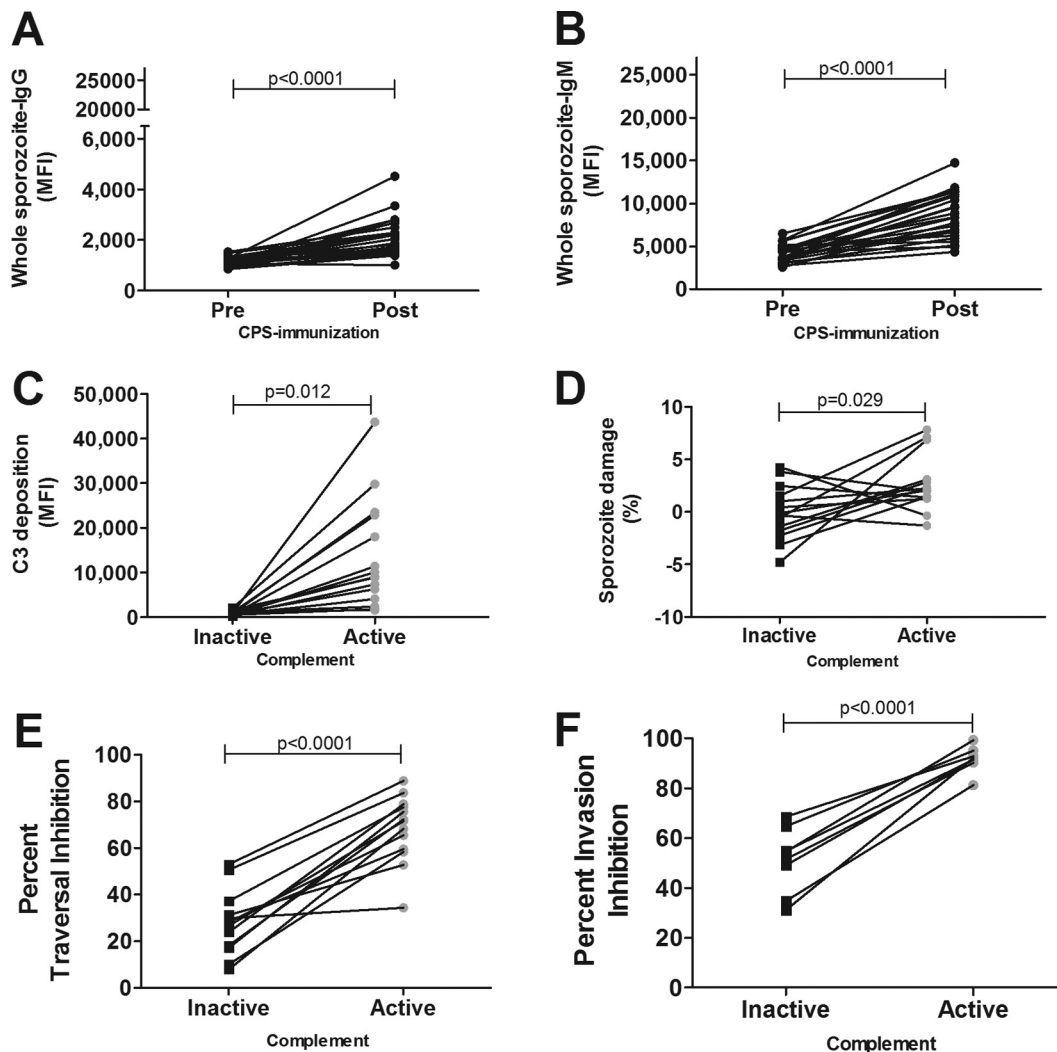 A
Whole sporozoite-IgG
(MFI)
25000
20000
6,000
4,000
2,000
0
p<0.0001
Pre
Post
CPS-immunization
B
Whole sporozoite-IgM
(MFI)
25,000
20,000
15,000
10,000
5,000
0
p<0.0001
Pre
Post
CPS-immunization
C
C3 deposition
(MFI)
50,000
40,000
30,000
20,000
10,000
0
p=0.012
Inactive
Active
Complement
D
Sporozoite damage
(%)
10
5
0
-5
-10
p=0.029
Inactive
Active
Complement
E
Percent
Traversal Inhibition
100
80
60
40
20
0
p<0.0001
Inactive
Active
Complement
F
Percent Invasion
Inhibition
100
80
60
40
20
0
p<0.0001
Inactive
Active
Complement